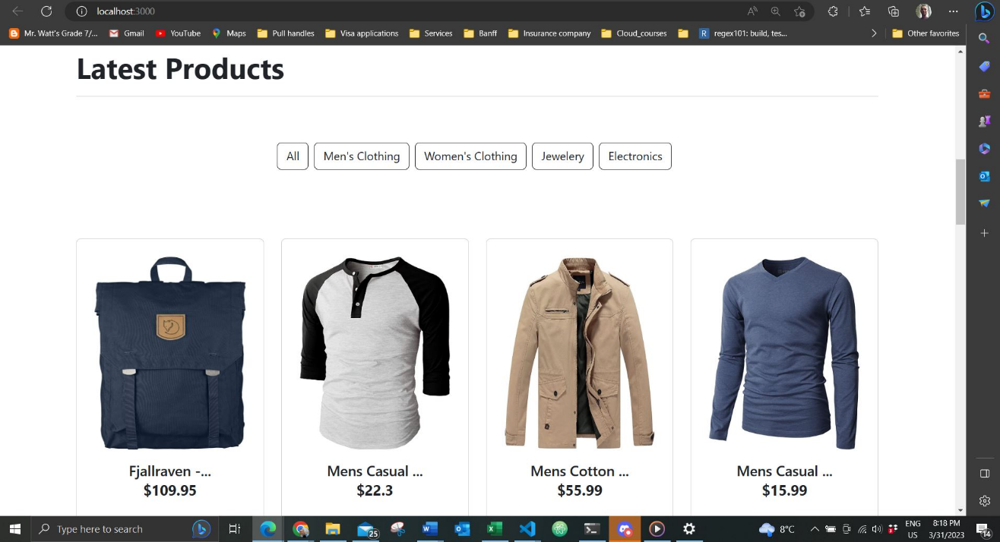 localhost:3000
Mr. Watt's Grade 7/... Gmail YouTube Maps Pull handles Visa applications Services Banff Insurance company Cloud_courses R regex101: build, tes... Other favorites
Latest Products
All Men's Clothing Women's Clothing Jewelery Electronics
Fjallraven -... Mens Casual ... Mens Cotton ... Mens Casual ...
$109.95 $22.3 $55.99 $15.99
Type here to search 25 8°C ENG 8:18 PM
US 3/31/2023 14